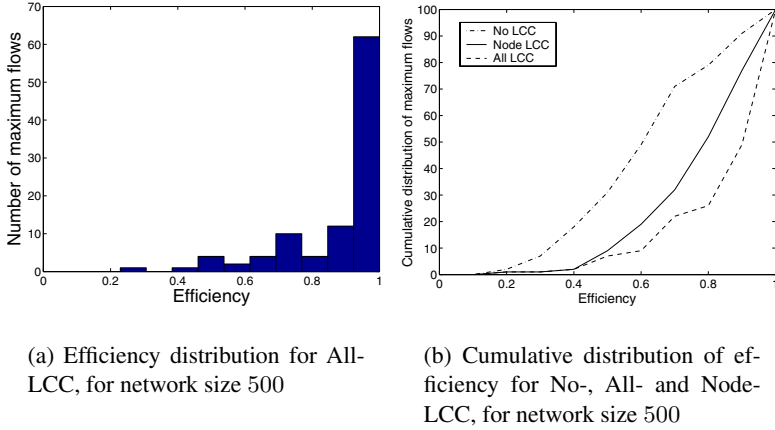 70
60
50
40
30
20
10
0
Number of maximum flows
0 0.2 0.4 0.6 0.8 1
Efficiency
100
90
80
70
60
50
40
30
20
10
0
Cumulative distribution of maximum flows
No LCC
Node LCC
All LCC
0 0.2 0.4 0.6 0.8 1
Efficiency
(a) Efficiency distribution for All-
LCC, for network size 500
(b) Cumulative distribution of ef-
ficiency for No-, All- and Node-
LCC, for network size 500